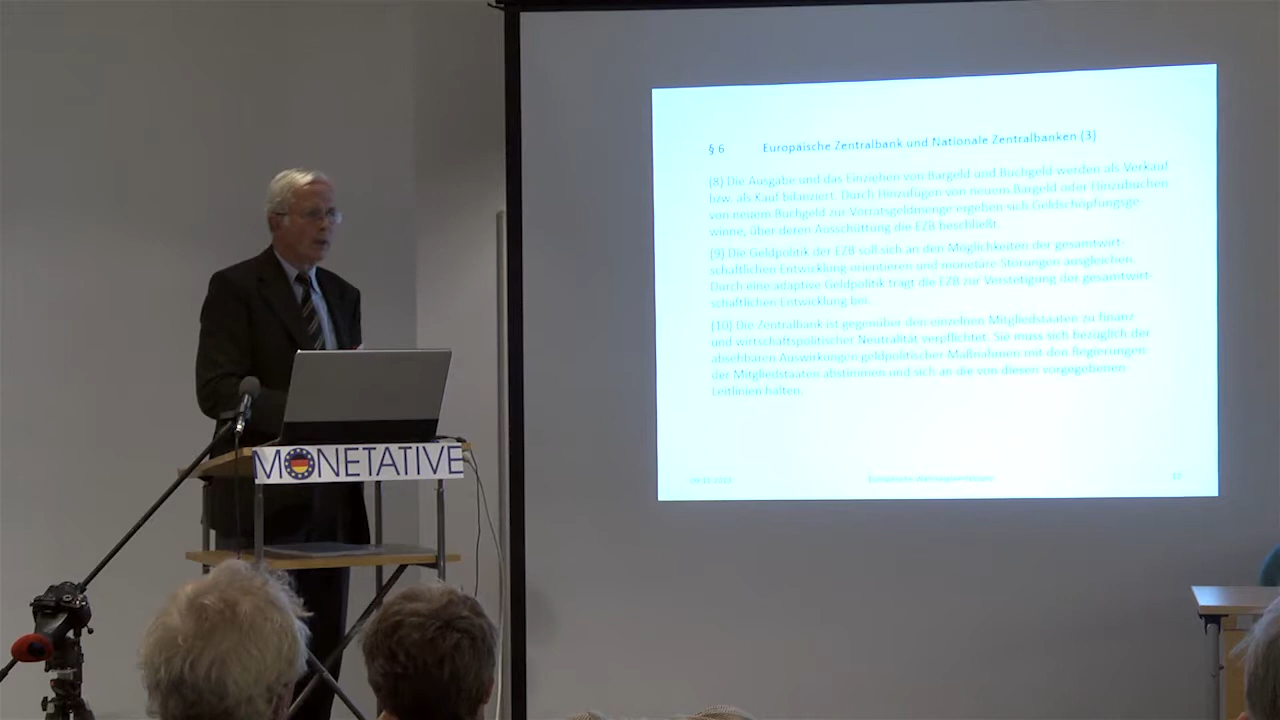 MONETATIVE
§ 6 Europäische Zentralbank und Nationale Zentralbanken (3)
(8) Die Ausgabe und das Einziehen von Bargeld und Buchgeld werden als Verkauf
bzw. als Kauf bilanziert. Durch Hinzufügen von neuem Bargeld oder Hinzubuchen
von neuem Buchgeld zur Vorratsgeldmenge ergeben sich Geldschöpfungsge-
winne, über deren Ausschüttung die EZB beschließt.
(9) Die Geldpolitik der EZB soll sich an den Möglichkeiten der gesamtwirt-
schaftlichen Entwicklung orientieren und monetäre Störungen ausgleichen.
Durch eine adaptive Geldpolitik trägt die EZB zur Verstetigung der gesamtwirt-
schaftlichen Entwicklung bei.
(10) Die Zentralbank ist gegenüber den einzelnen Mitgliedstaaten zu finanz
und wirtschaftspolitischer Neutralität verpflichtet. Sie muss sich bezüglich der
absehbaren Auswirkungen geldpolitischer Maßnahmen mit den Regierungen
der Mitgliedstaaten abstimmen und sich an die von diesen vorgegebenen
Leitlinien halten.